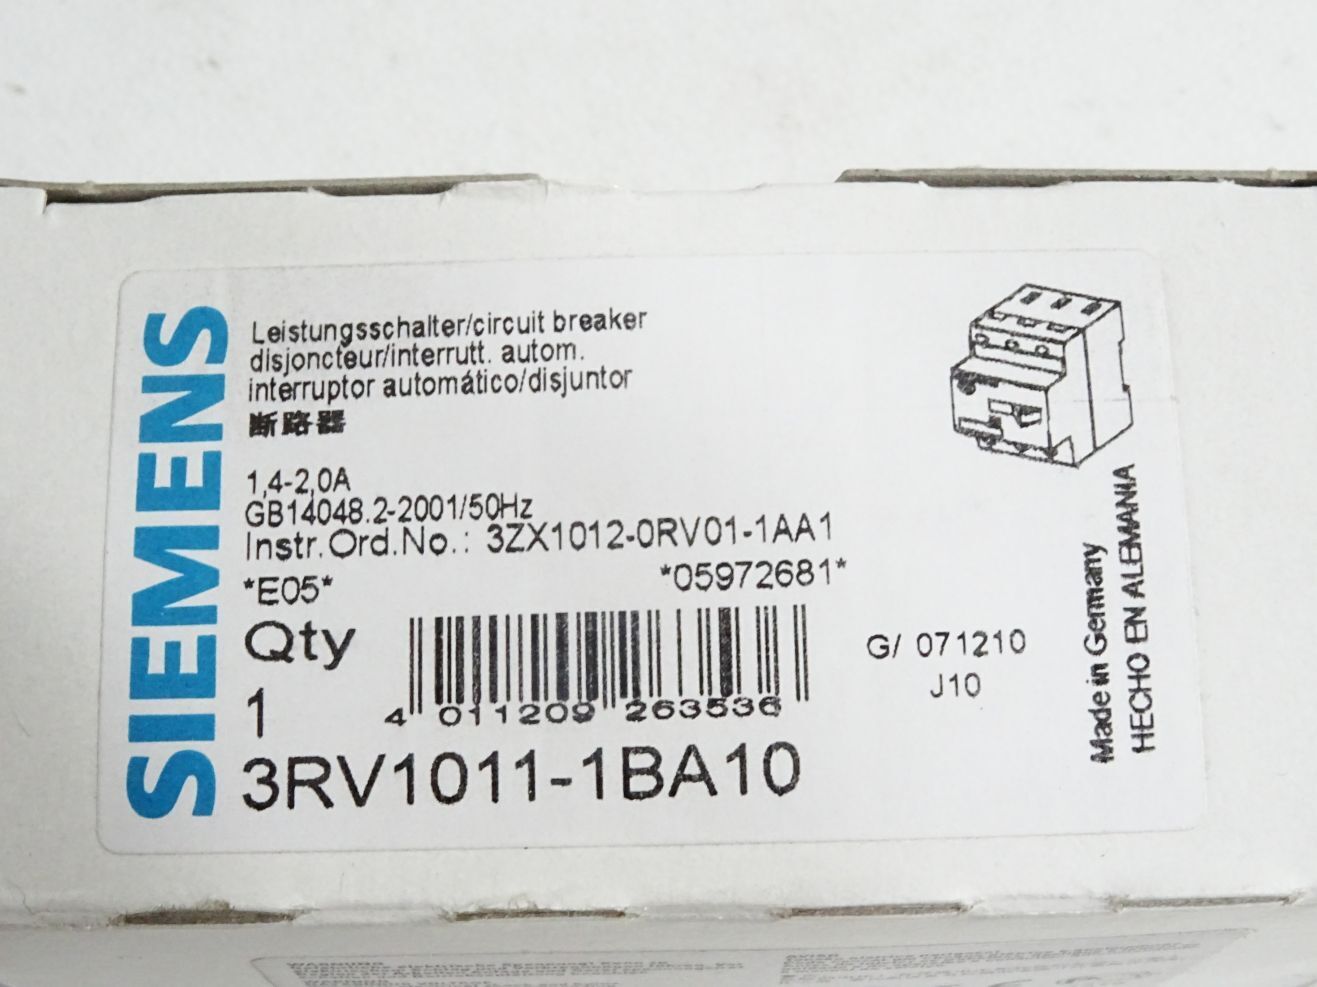 SIEMENS
Leistungsschalter/circuit breaker
disjoncteur/interrutt. autom.
interruptor automático/disjuntor
断路器
1,4-2,0A
GB14048.2-2001/50Hz
Instr.Ord.No.: 3ZX1012-0RV01-1AA1
*E05* *05972681*
Qty
1
4 011209 263536
3RV1011-1BA10
G/ 071210
J10
Made in Germany
HECHO EN ALEMANIA
WARNUNG